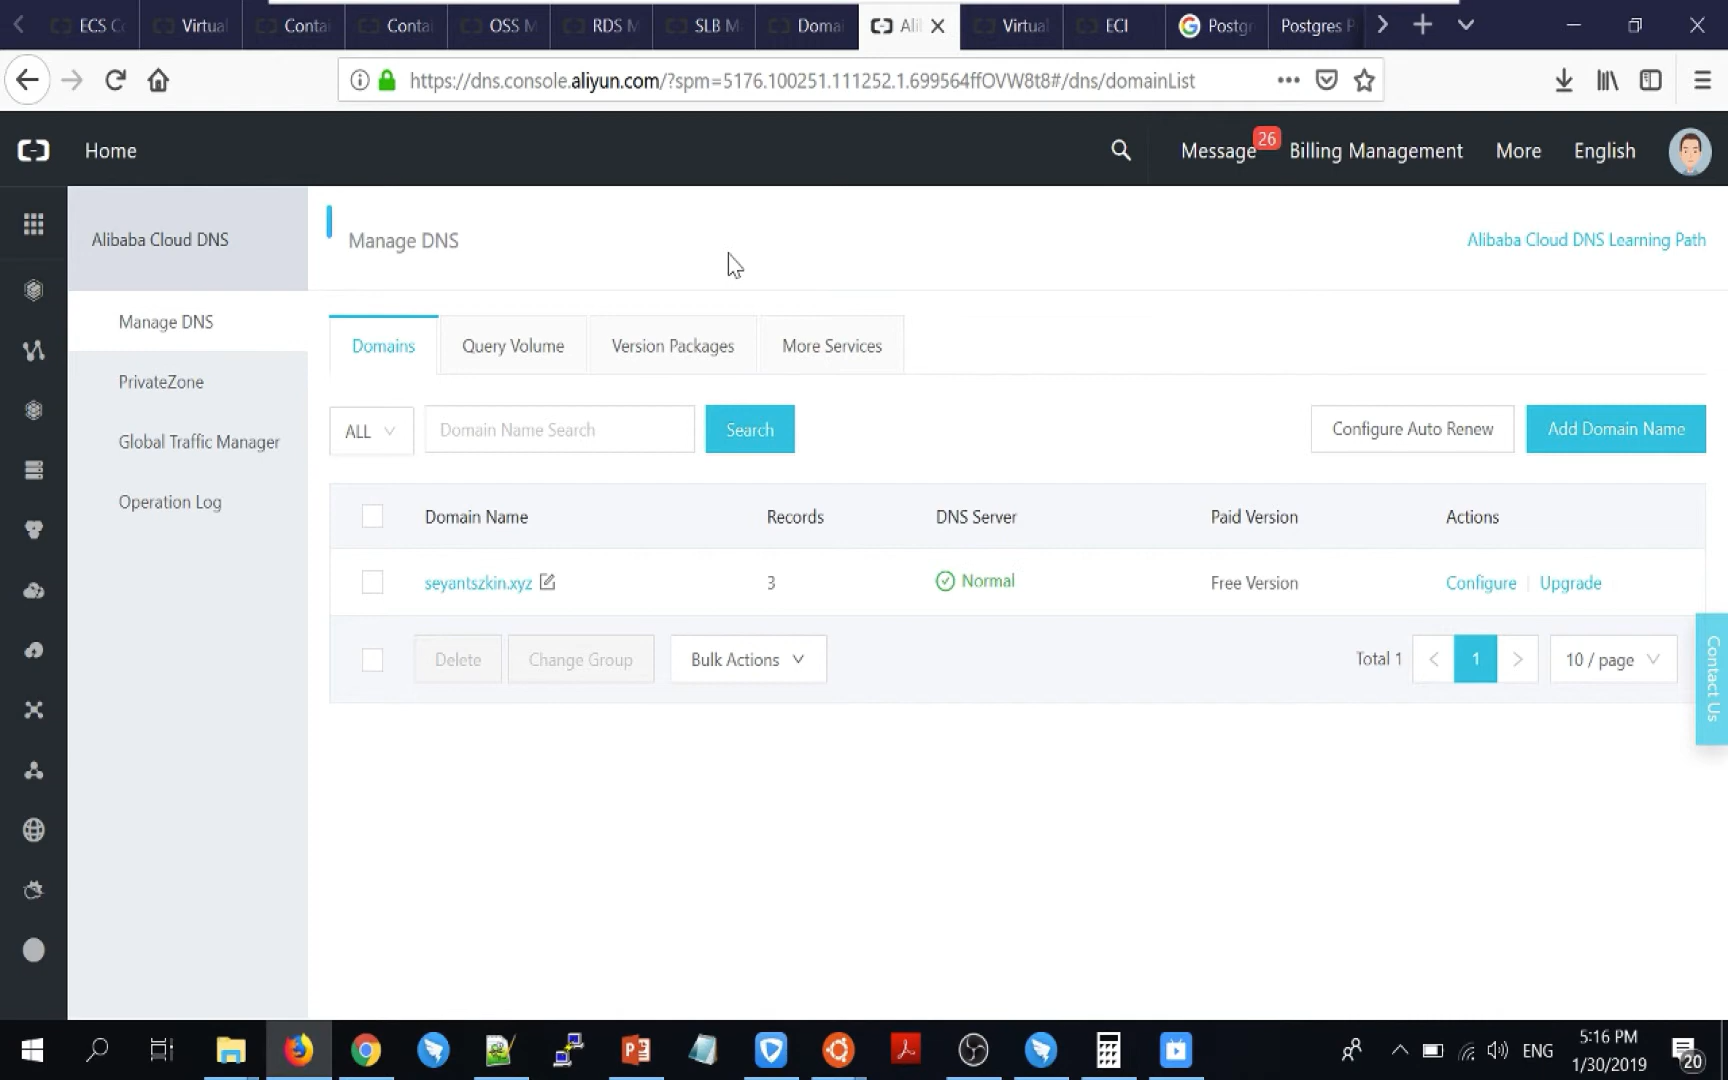 ECS Co Virtual Contai Contai OSS M RDS M SLB M Domai Ali Virtual ECI Postgr Postgres P
https://dns.console.aliyun.com/?spm=5176.100251.111252.1.699564ffOVW8t8#/dns/domainList
Home Message 26 Billing Management More English
Alibaba Cloud DNS
Manage DNS
PrivateZone
Global Traffic Manager
Operation Log
Manage DNS
Alibaba Cloud DNS Learning Path
Domains Query Volume Version Packages More Services
ALL Domain Name Search Search Configure Auto Renew Add Domain Name
Domain Name Records DNS Server Paid Version Actions
seyantszkin.xyz 3 Normal Free Version Configure Upgrade
Delete Change Group Bulk Actions Total 1 1 10 / page
Contact Us
ENG
5:16 PM
1/30/2019
20